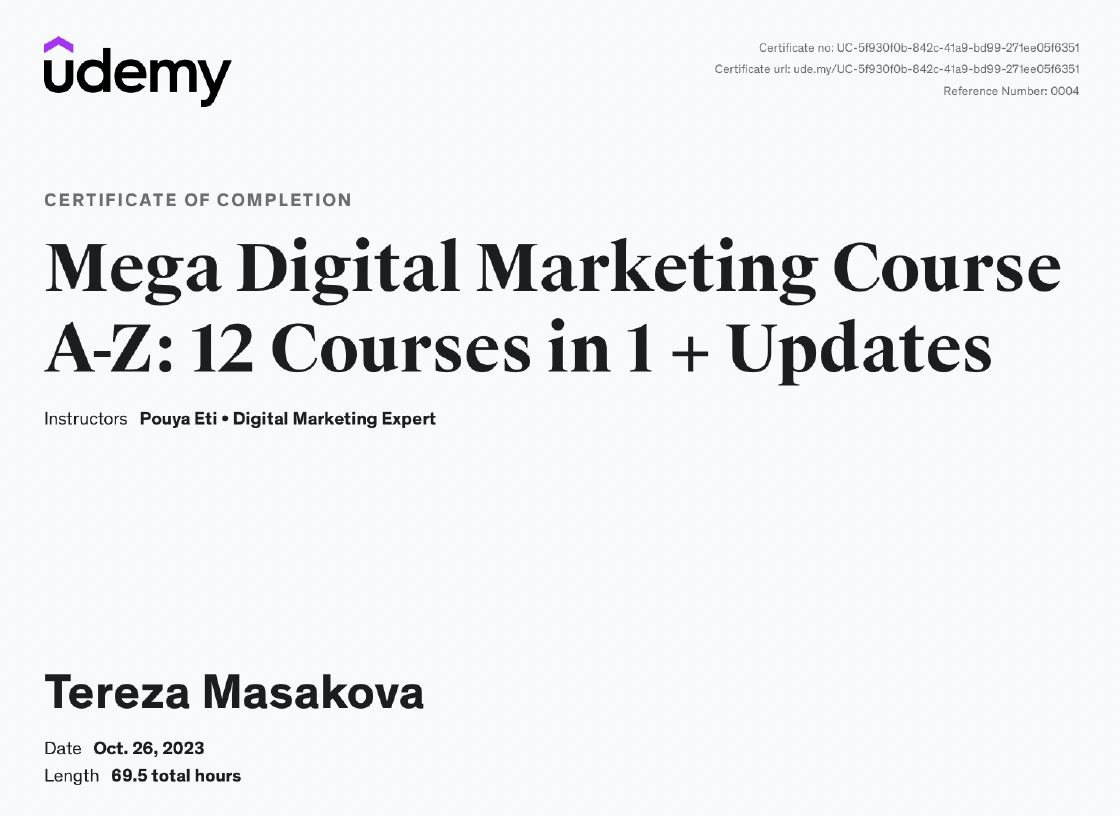 udemy
Certificate no: UC-5f930f0b-842c-41a9-bd99-271ee05f6351
Certificate url: ude.my/UC-5f930f0b-842c-41a9-bd99-271ee05f6351
Reference Number: 0004
CERTIFICATE OF COMPLETION
Mega Digital Marketing Course
A-Z: 12 Courses in 1 + Updates
Instructors Pouya Eti • Digital Marketing Expert
Tereza Masakova
Date Oct. 26, 2023
Length 69.5 total hours